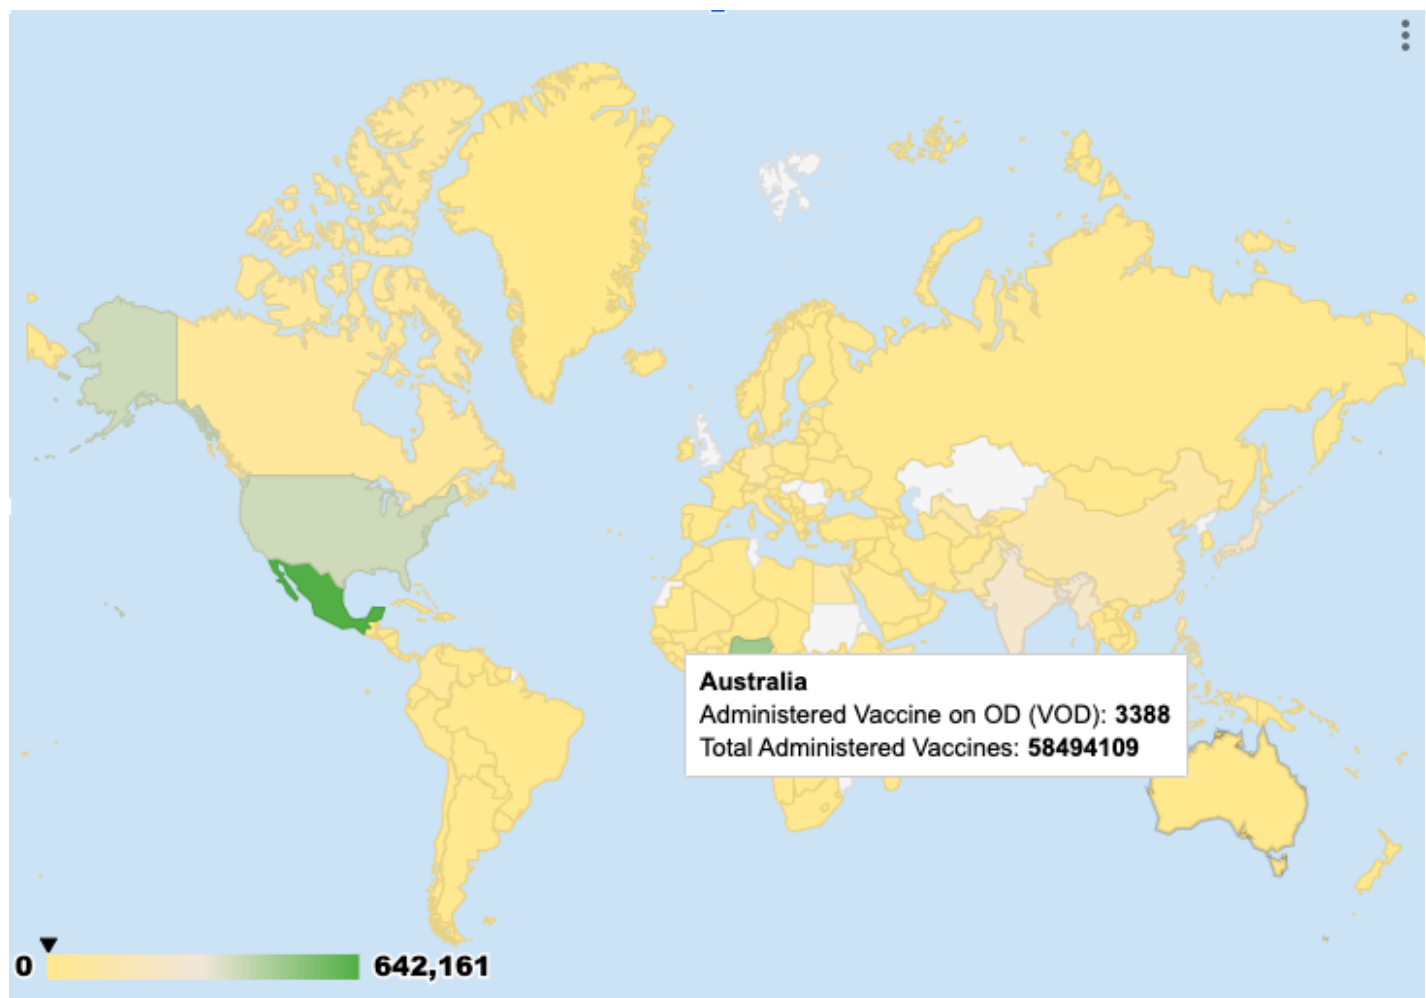 Australia
Administered Vaccine on OD (VOD): 3388
Total Administered Vaccines: 58494109
0 642,161